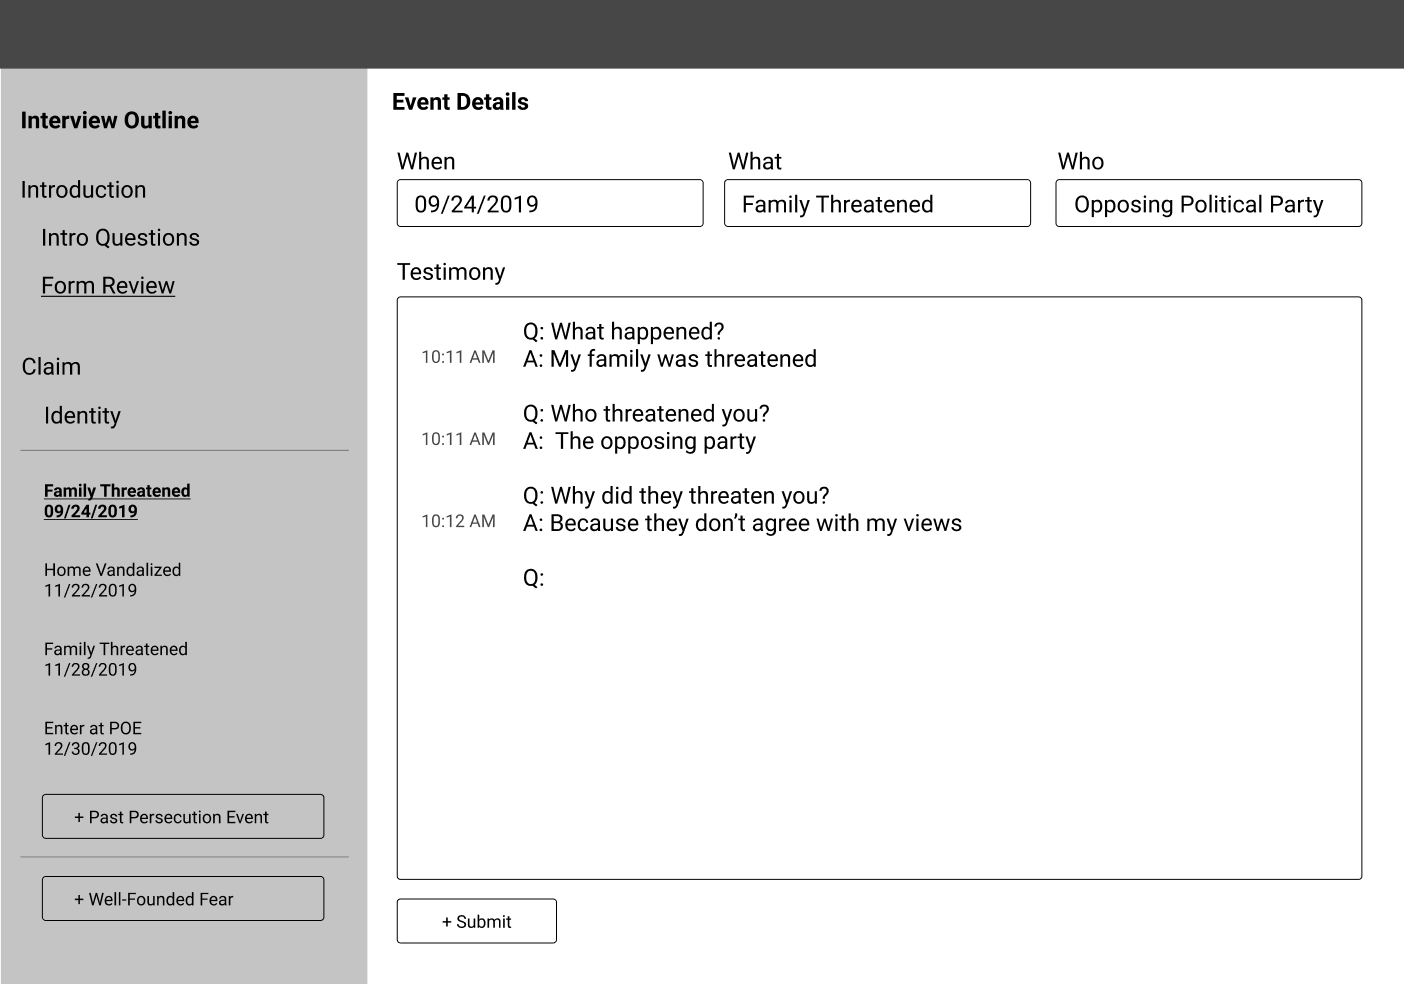 Interview Outline
Introduction
Intro Questions
Form Review
Claim
Identity
Family Threatened
09/24/2019
Home Vandalized
11/22/2019
Family Threatened
11/28/2019
Enter at POE
12/30/2019
+ Past Persecution Event
+ Well-Founded Fear
Event Details
When
What
Who
09/24/2019
Family Threatened
Opposing Political Party
Testimony
Q: What happened?
10:11 AM A: My family was threatened
Q: Who threatened you?
10:11 AM A:  The opposing party
Q: Why did they threaten you?
10:12 AM A: Because they don’t agree with my views
Q:
+ Submit